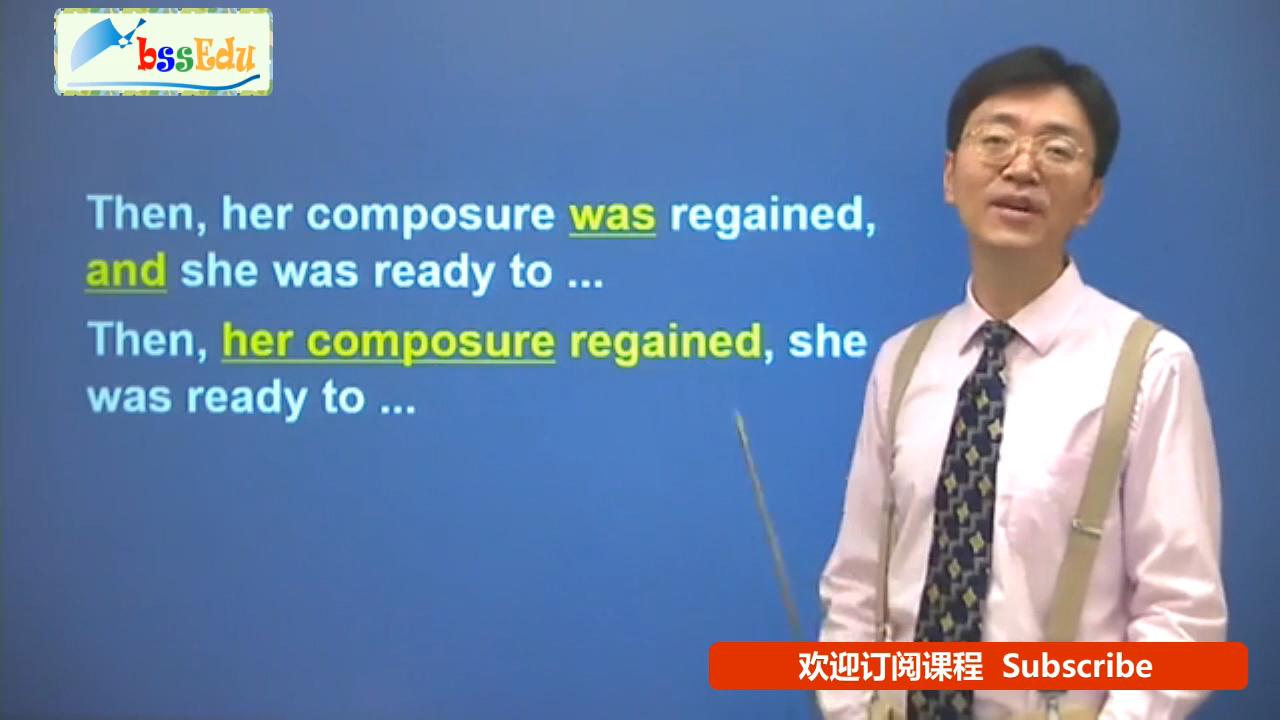 bssEdu
Then, her composure was regained,
and she was ready to ...
Then, her composure regained, she
was ready to ...
欢迎订阅课程 Subscribe